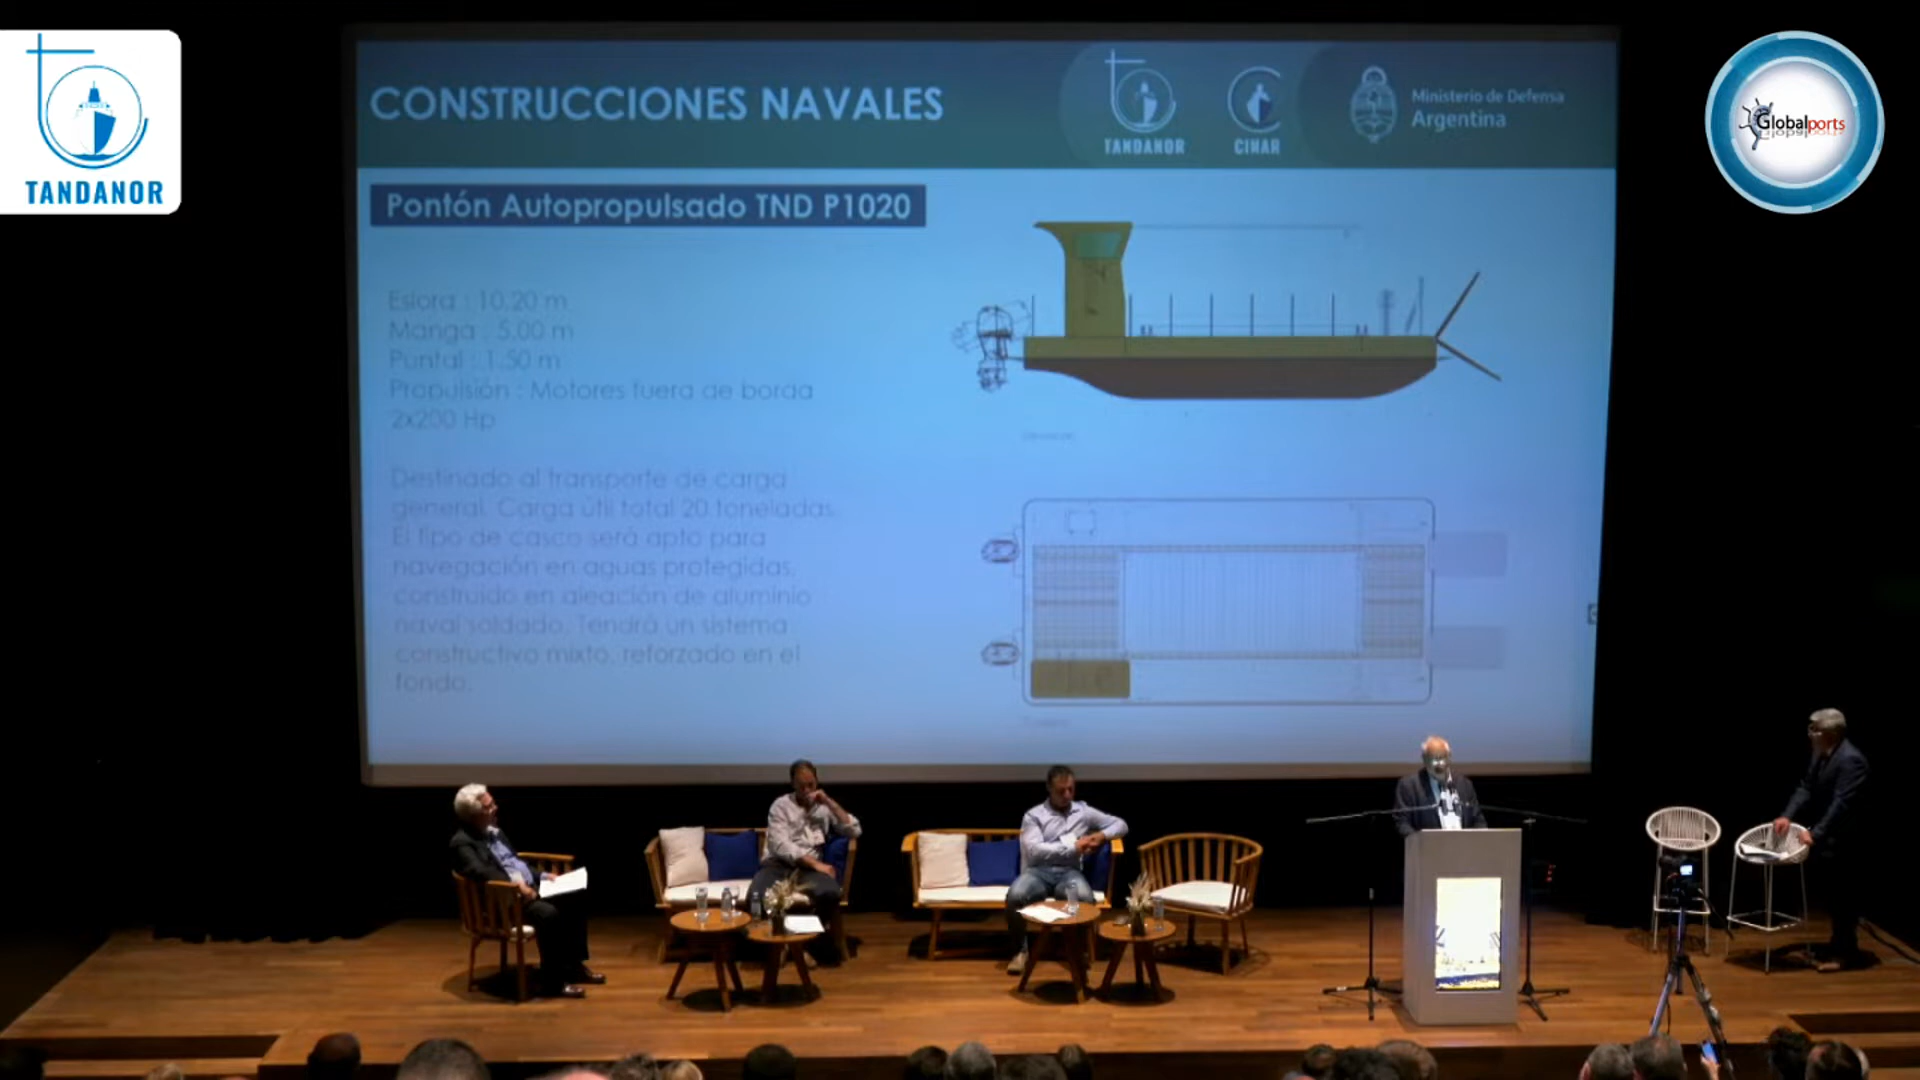 TANDANOR
Globalports
CONSTRUCCIONES NAVALES
TANDANOR
CINAR
Ministerio de Defensa
Argentina
Pontón Autopropulsado TND P1020
Eslora : 10.20 m
Manga : 5.00 m
Puntal : 1.50 m
Propulsión : Motores fuera de borda
2x200 Hp
Destinado al transporte de carga
general. Carga útil total 20 toneladas.
El tipo de casco será apto para
navegación en aguas protegidas,
construido en aleación de aluminio
naval soldado. Tendrá un sistema
constructivo mixto, reforzado en el
fondo.